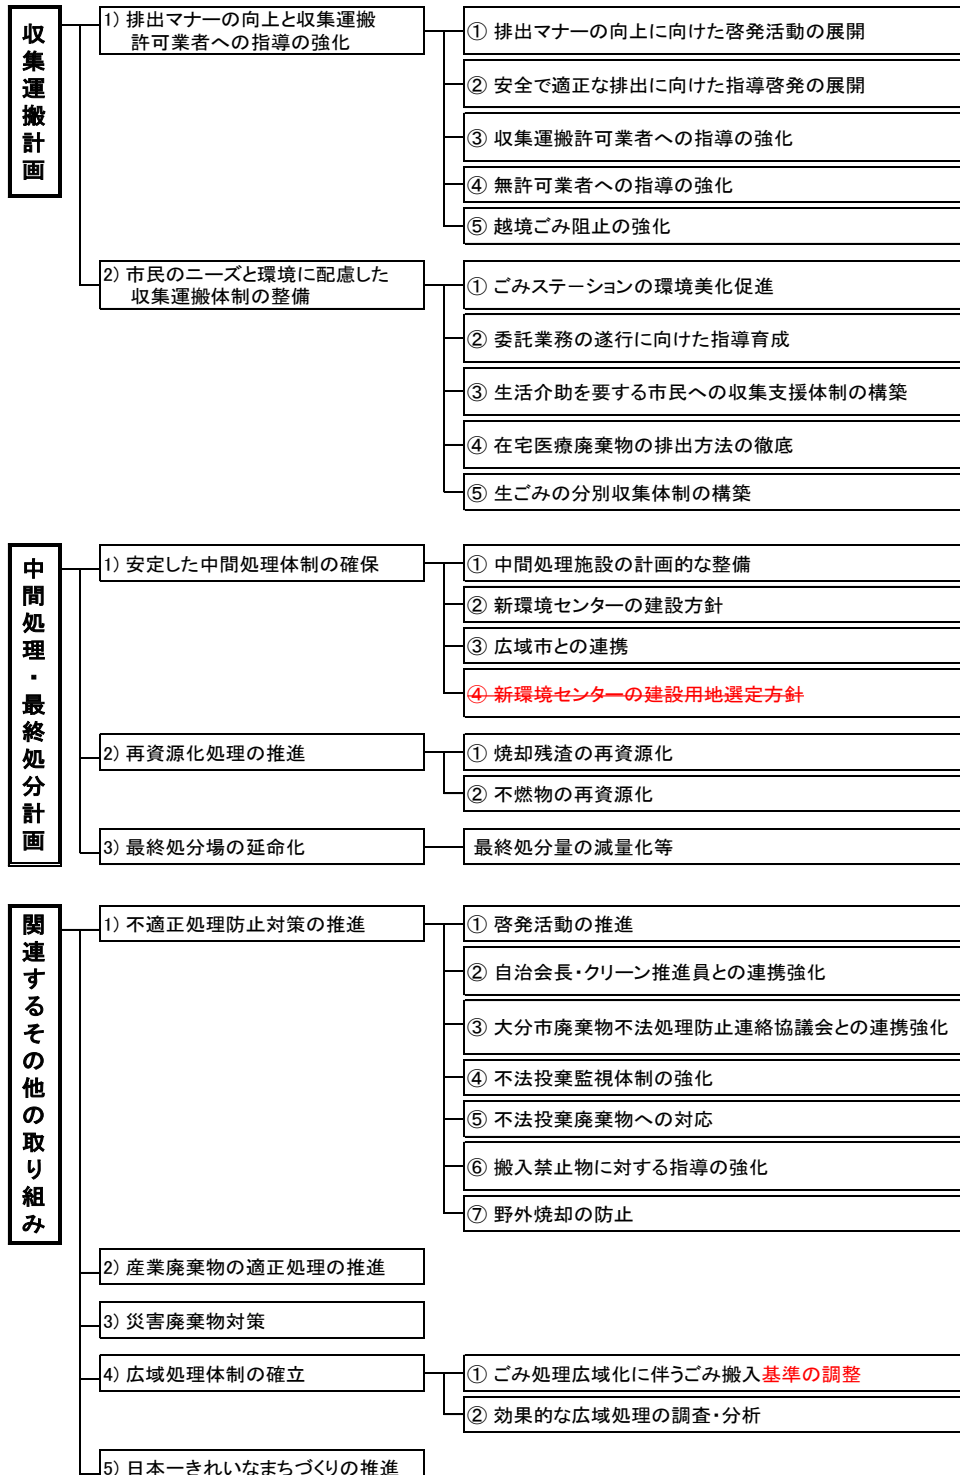 収集運搬計画
1) 排出マナーの向上と収集運搬
許可業者への指導の強化
① 排出マナーの向上に向けた啓発活動の展開
② 安全で適正な排出に向けた指導啓発の展開
③ 収集運搬許可業者への指導の強化
④ 無許可業者への指導の強化
⑤ 越境ごみ阻止の強化
2) 市民のニーズと環境に配慮した
収集運搬体制の整備
① ごみステーションの環境美化促進
② 委託業務の遂行に向けた指導育成
③ 生活介助を要する市民への収集支援体制の構築
④ 在宅医療廃棄物の排出方法の徹底
⑤ 生ごみの分別収集体制の構築
中間処理・最終処分計画
1) 安定した中間処理体制の確保
① 中間処理施設の計画的な整備
② 新環境センターの建設方針
③ 広域市との連携
④ 新環境センターの建設用地選定方針
2) 再資源化処理の推進
① 焼却残渣の再資源化
② 不燃物の再資源化
3) 最終処分場の延命化
最終処分量の減量化等
関連するその他の取り組み
1) 不適正処理防止対策の推進
① 啓発活動の推進
② 自治会長・クリーン推進員との連携強化
③ 大分市廃棄物不法処理防止連絡協議会との連携強化
④ 不法投棄監視体制の強化
⑤ 不法投棄廃棄物への対応
⑥ 搬入禁止物に対する指導の強化
⑦ 野外焼却の防止
2) 産業廃棄物の適正処理の推進
3) 災害廃棄物対策
4) 広域処理体制の確立
① ごみ処理広域化に伴うごみ搬入基準の調整
② 効果的な広域処理の調査・分析
5) 日本一きれいなまちづくりの推進